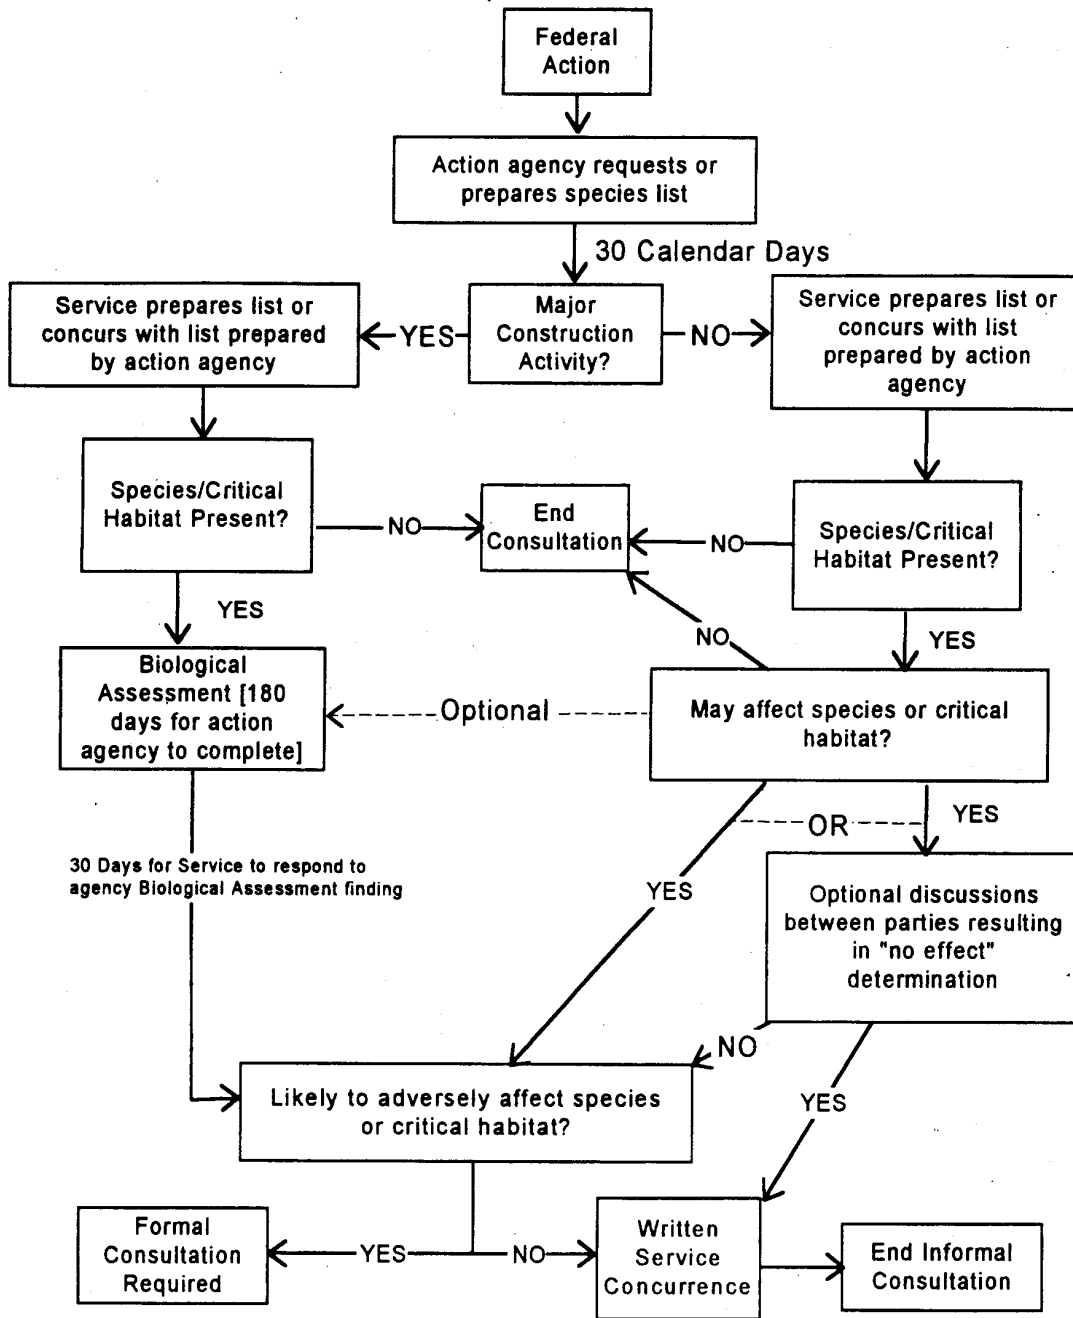 Federal
Action
Action agency requests or
prepares species list
30 Calendar Days
Service prepares list or
concurs with list prepared
by action agency
YES
Major
Construction
Activity?
NO
Service prepares list or
concurs with list
prepared by action
agency
Species/Critical
Habitat Present?
NO
End
Consultation
NO
Species/Critical
Habitat Present?
YES
NO
YES
Biological
Assessment [180
days for action
agency to complete]
Optional
May affect species or critical
habitat?
OR
YES
30 Days for Service to respond to
agency Biological Assessment finding
YES
Optional discussions
between parties resulting
in "no effect"
determination
NO
YES
Likely to adversely affect species
or critical habitat?
Formal
Consultation
Required
YES
NO
Written
Service
Concurrence
End Informal
Consultation